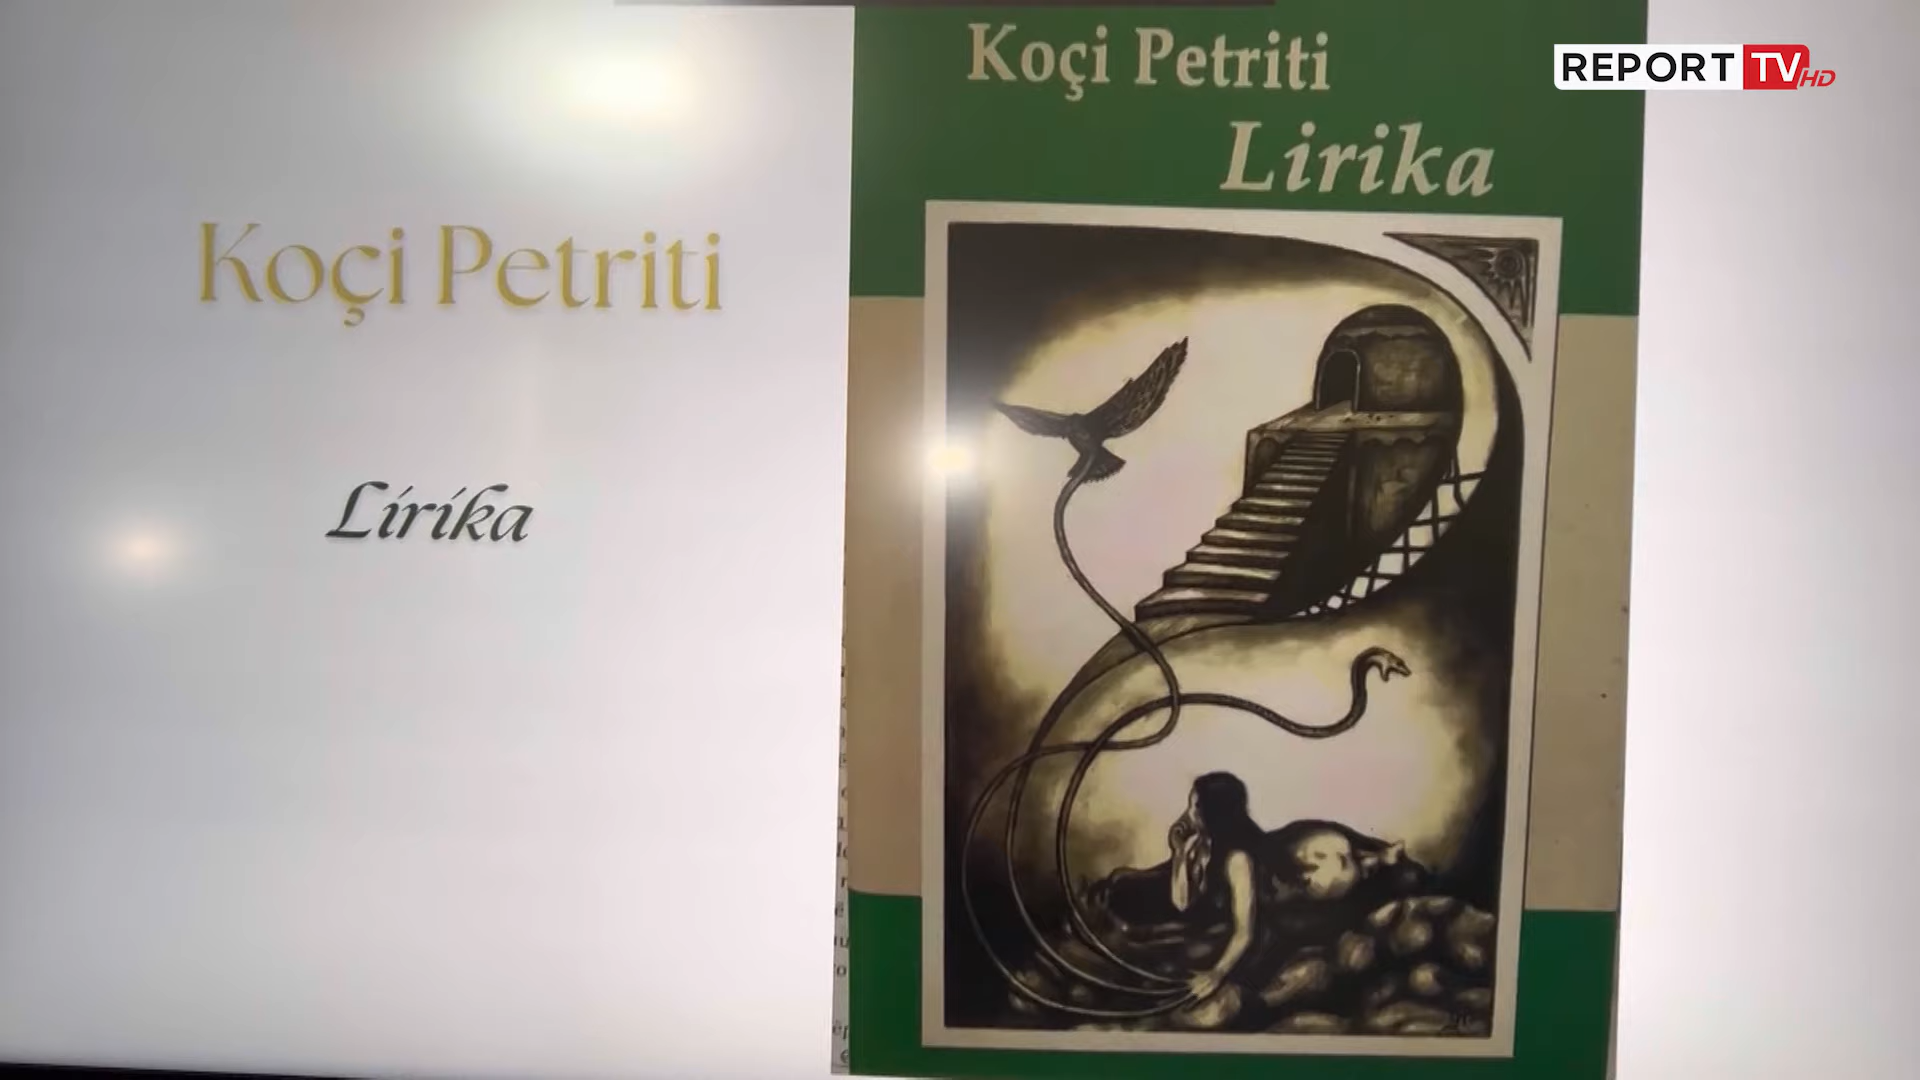 Koçi Petriti
Lirika
Koçi Petriti
Lirika
REPORT TV HD